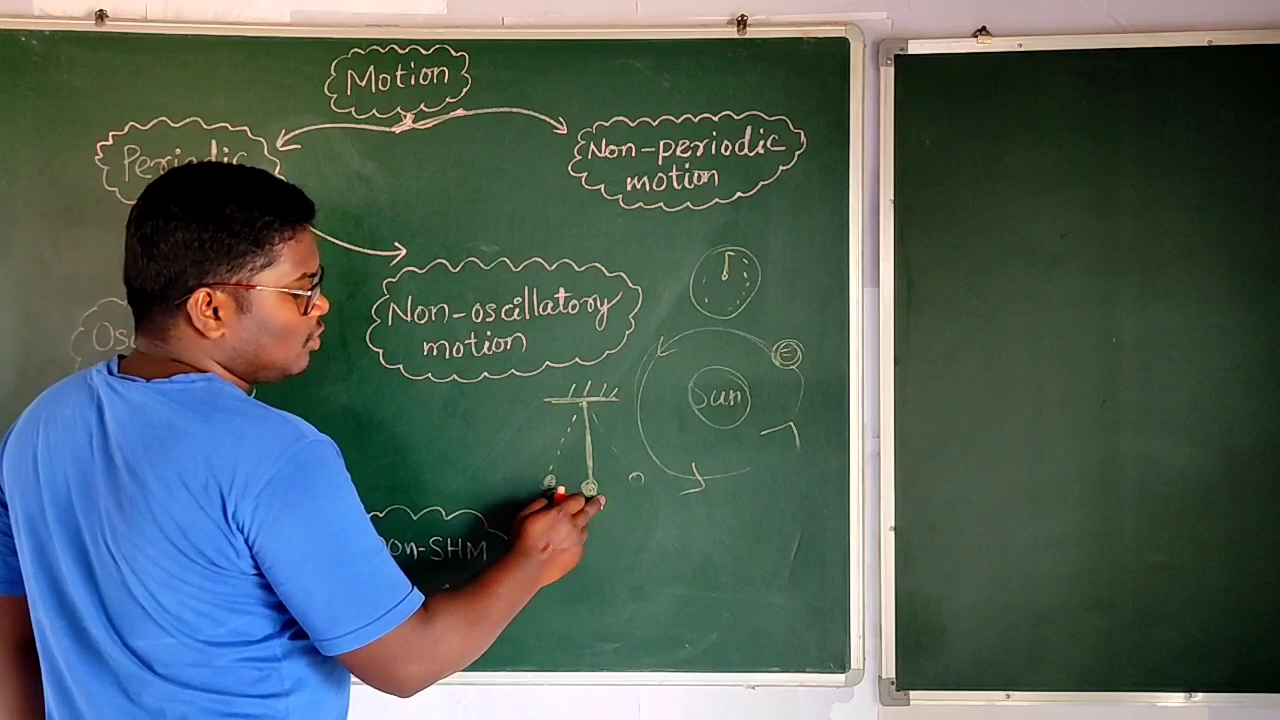 Motion
Periodic
Non-periodic
motion
Non-oscillatory
motion
E
Sun
non-SHM